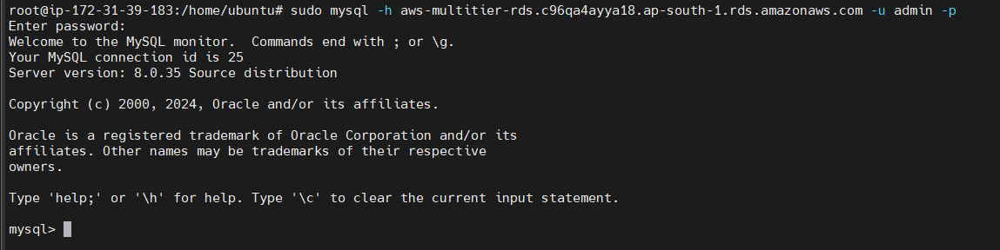 root@ip-172-31-39-183:/home/ubuntu# sudo mysql -h aws-multitier-rds.c96qa4ayya18.ap-south-1.rds.amazonaws.com -u admin -p
Enter password:
Welcome to the MySQL monitor.  Commands end with ; or \g.
Your MySQL connection id is 25
Server version: 8.0.35 Source distribution
Copyright (c) 2000, 2024, Oracle and/or its affiliates.
Oracle is a registered trademark of Oracle Corporation and/or its
affiliates. Other names may be trademarks of their respective
owners.
Type 'help;' or '\h' for help. Type '\c' to clear the current input statement.
mysql>